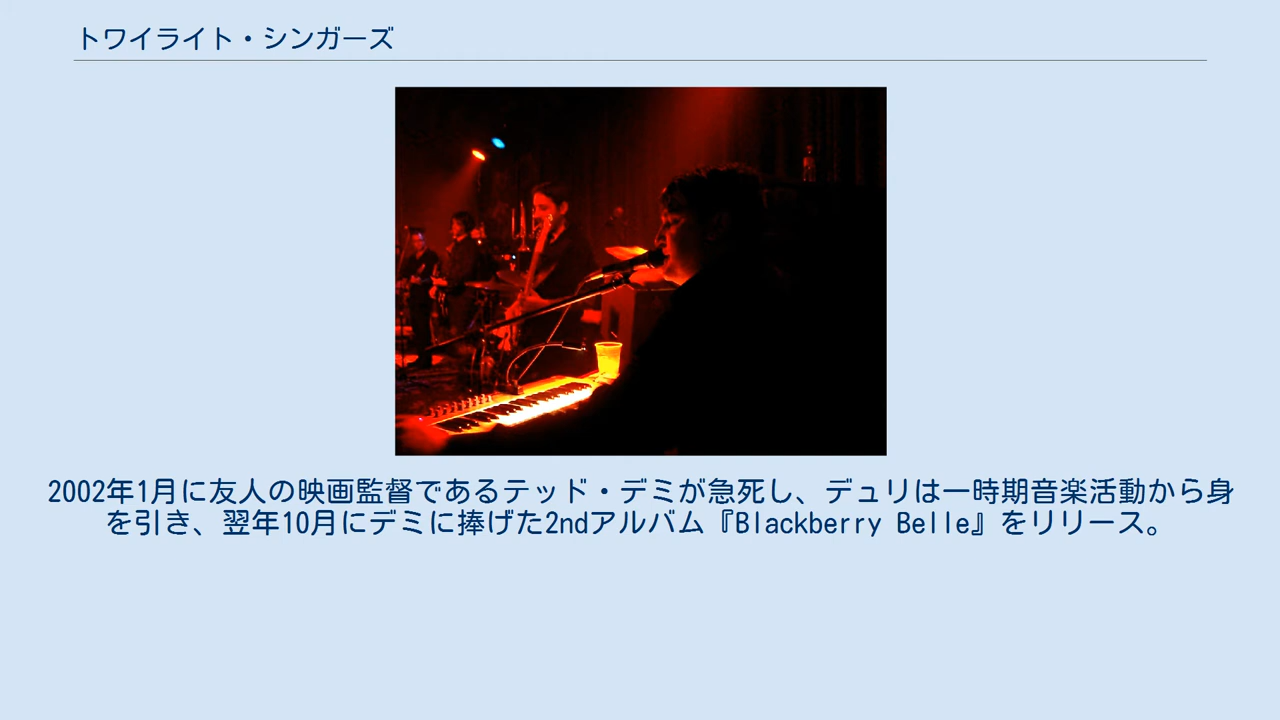 トワイライト・シンガーズ
2002年1月に友人の映画監督であるテッド・デミが急死し、デュリは一時期音楽活動から身
を引き、翌年10月にデミに捧げた2ndアルバム『Blackberry Belle』をリリース。